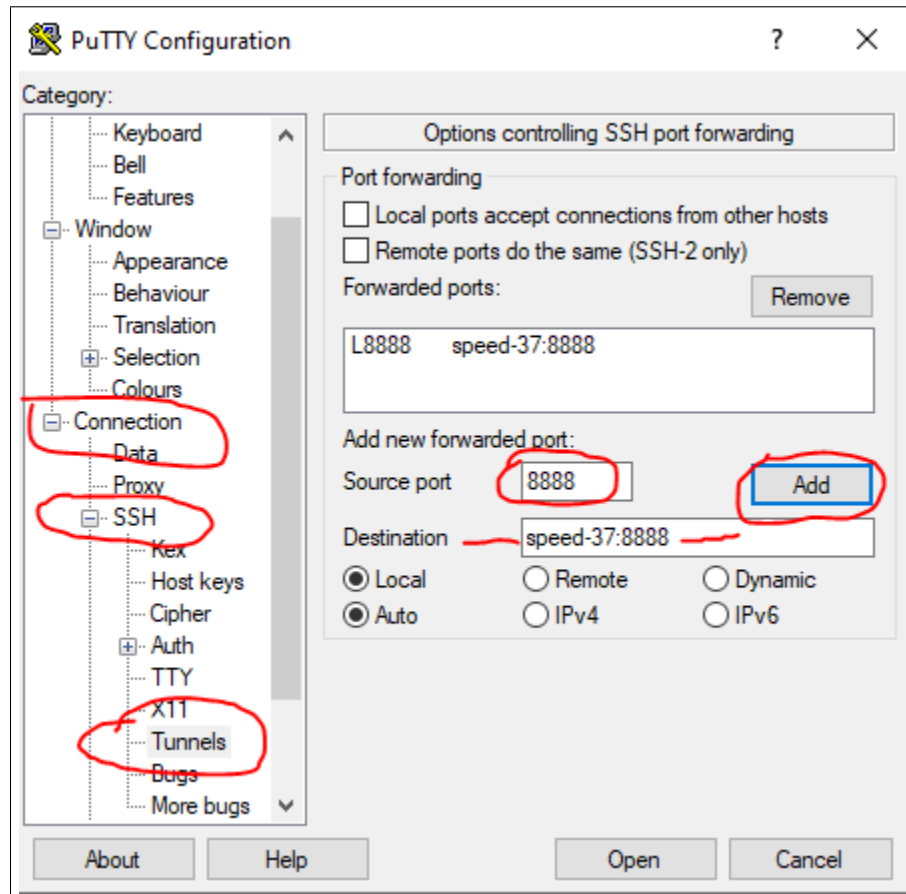 PuTTY Configuration ? ×
Category:
Keyboard
Bell
Features
Window
Appearance
Behaviour
Translation
Selection
Colours
Connection
Data
Proxy
SSH
Kex
Host keys
Cipher
Auth
TTY
X11
Tunnels
Bugs
More bugs
Options controlling SSH port forwarding
Port forwarding
Local ports accept connections from other hosts
Remote ports do the same (SSH-2 only)
Forwarded ports: Remove
L8888 speed-37:8888
Add new forwarded port:
Source port 8888 Add
Destination speed-37:8888
Local Remote Dynamic
Auto IPv4 IPv6
About Help Open Cancel